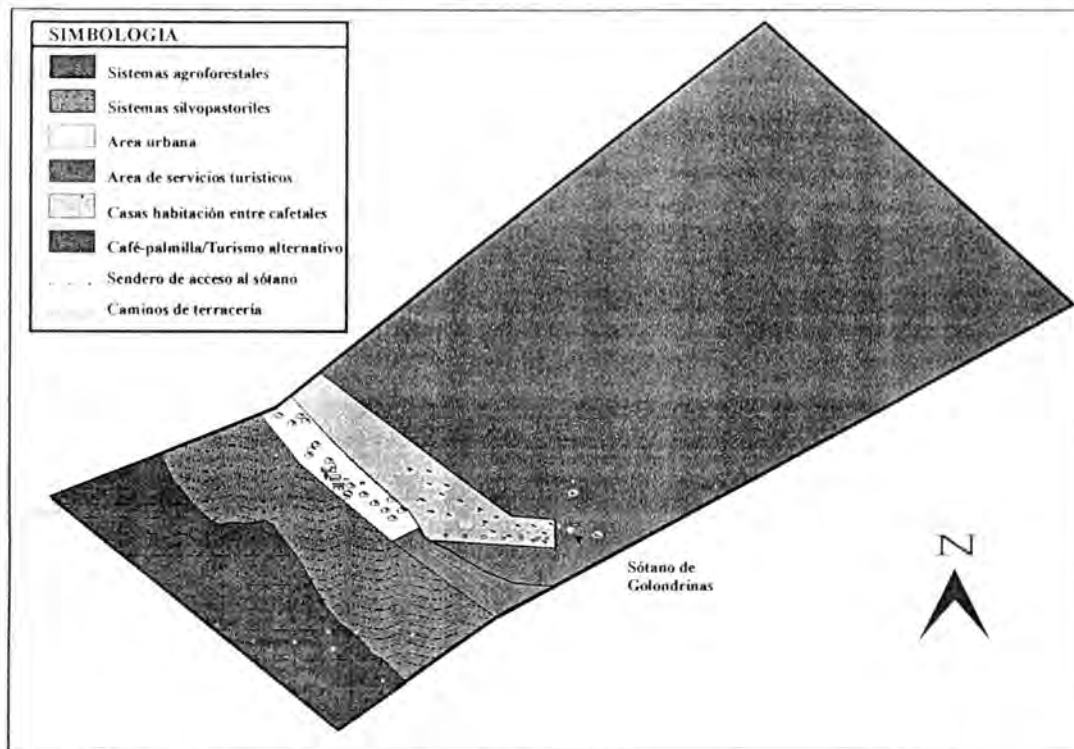 SIMBOLOGIA
Sistemas agroforestales
Sistemas silvopastoriles
Area urbana
Area de servicios turísticos
Casas habitación entre cafetales
Café-palmilla/Turismo alternativo
Sendero de acceso al sótano
Caminos de terracería
Sótano de
Golondrinas
N